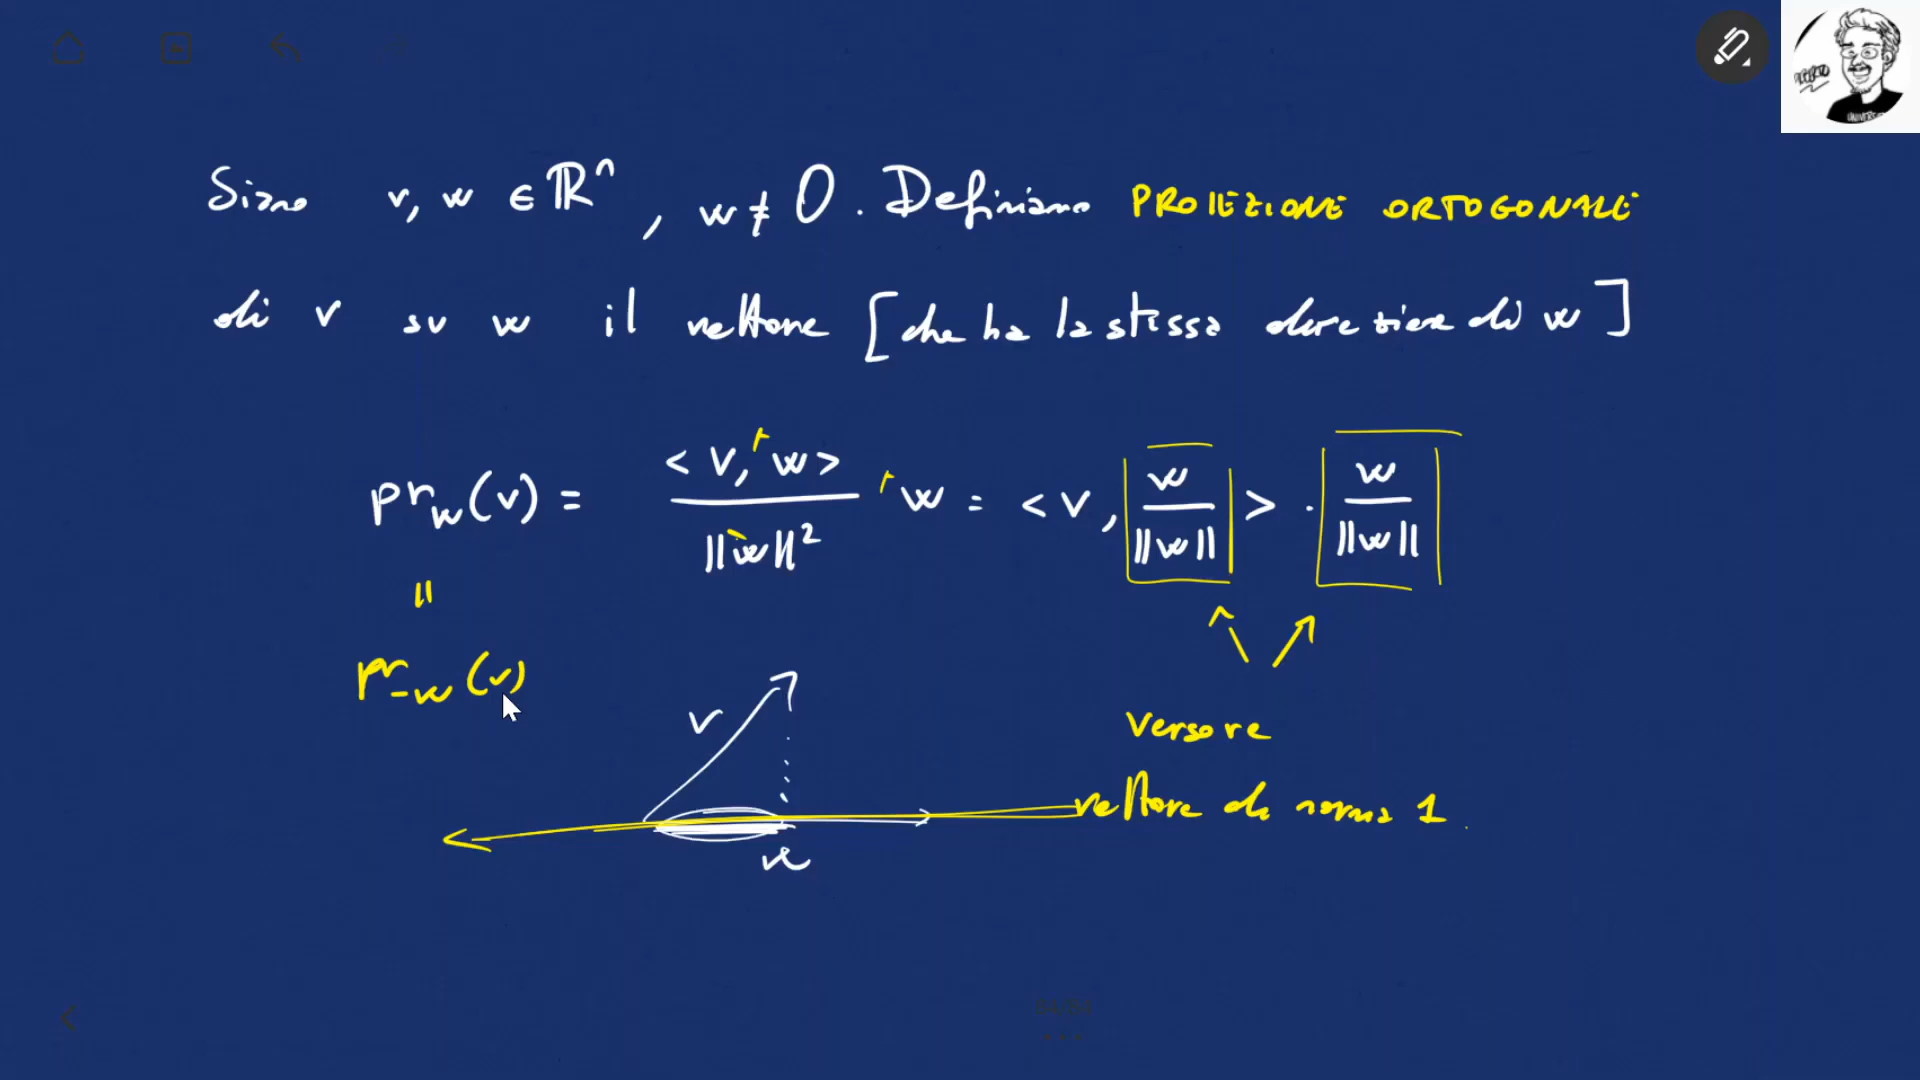 Siano v, w ∈ ℝⁿ, w ≠ 0. Definiamo PROIEZIONE ORTOGONALE
di v su w il vettore [che ha la stessa direzione di w]
pr_w(v) = <v, w> / ||w||² w = <v, w/||w||> · w/||w||
||
pr_-w(v)
v
versore
vettore di norma 1.